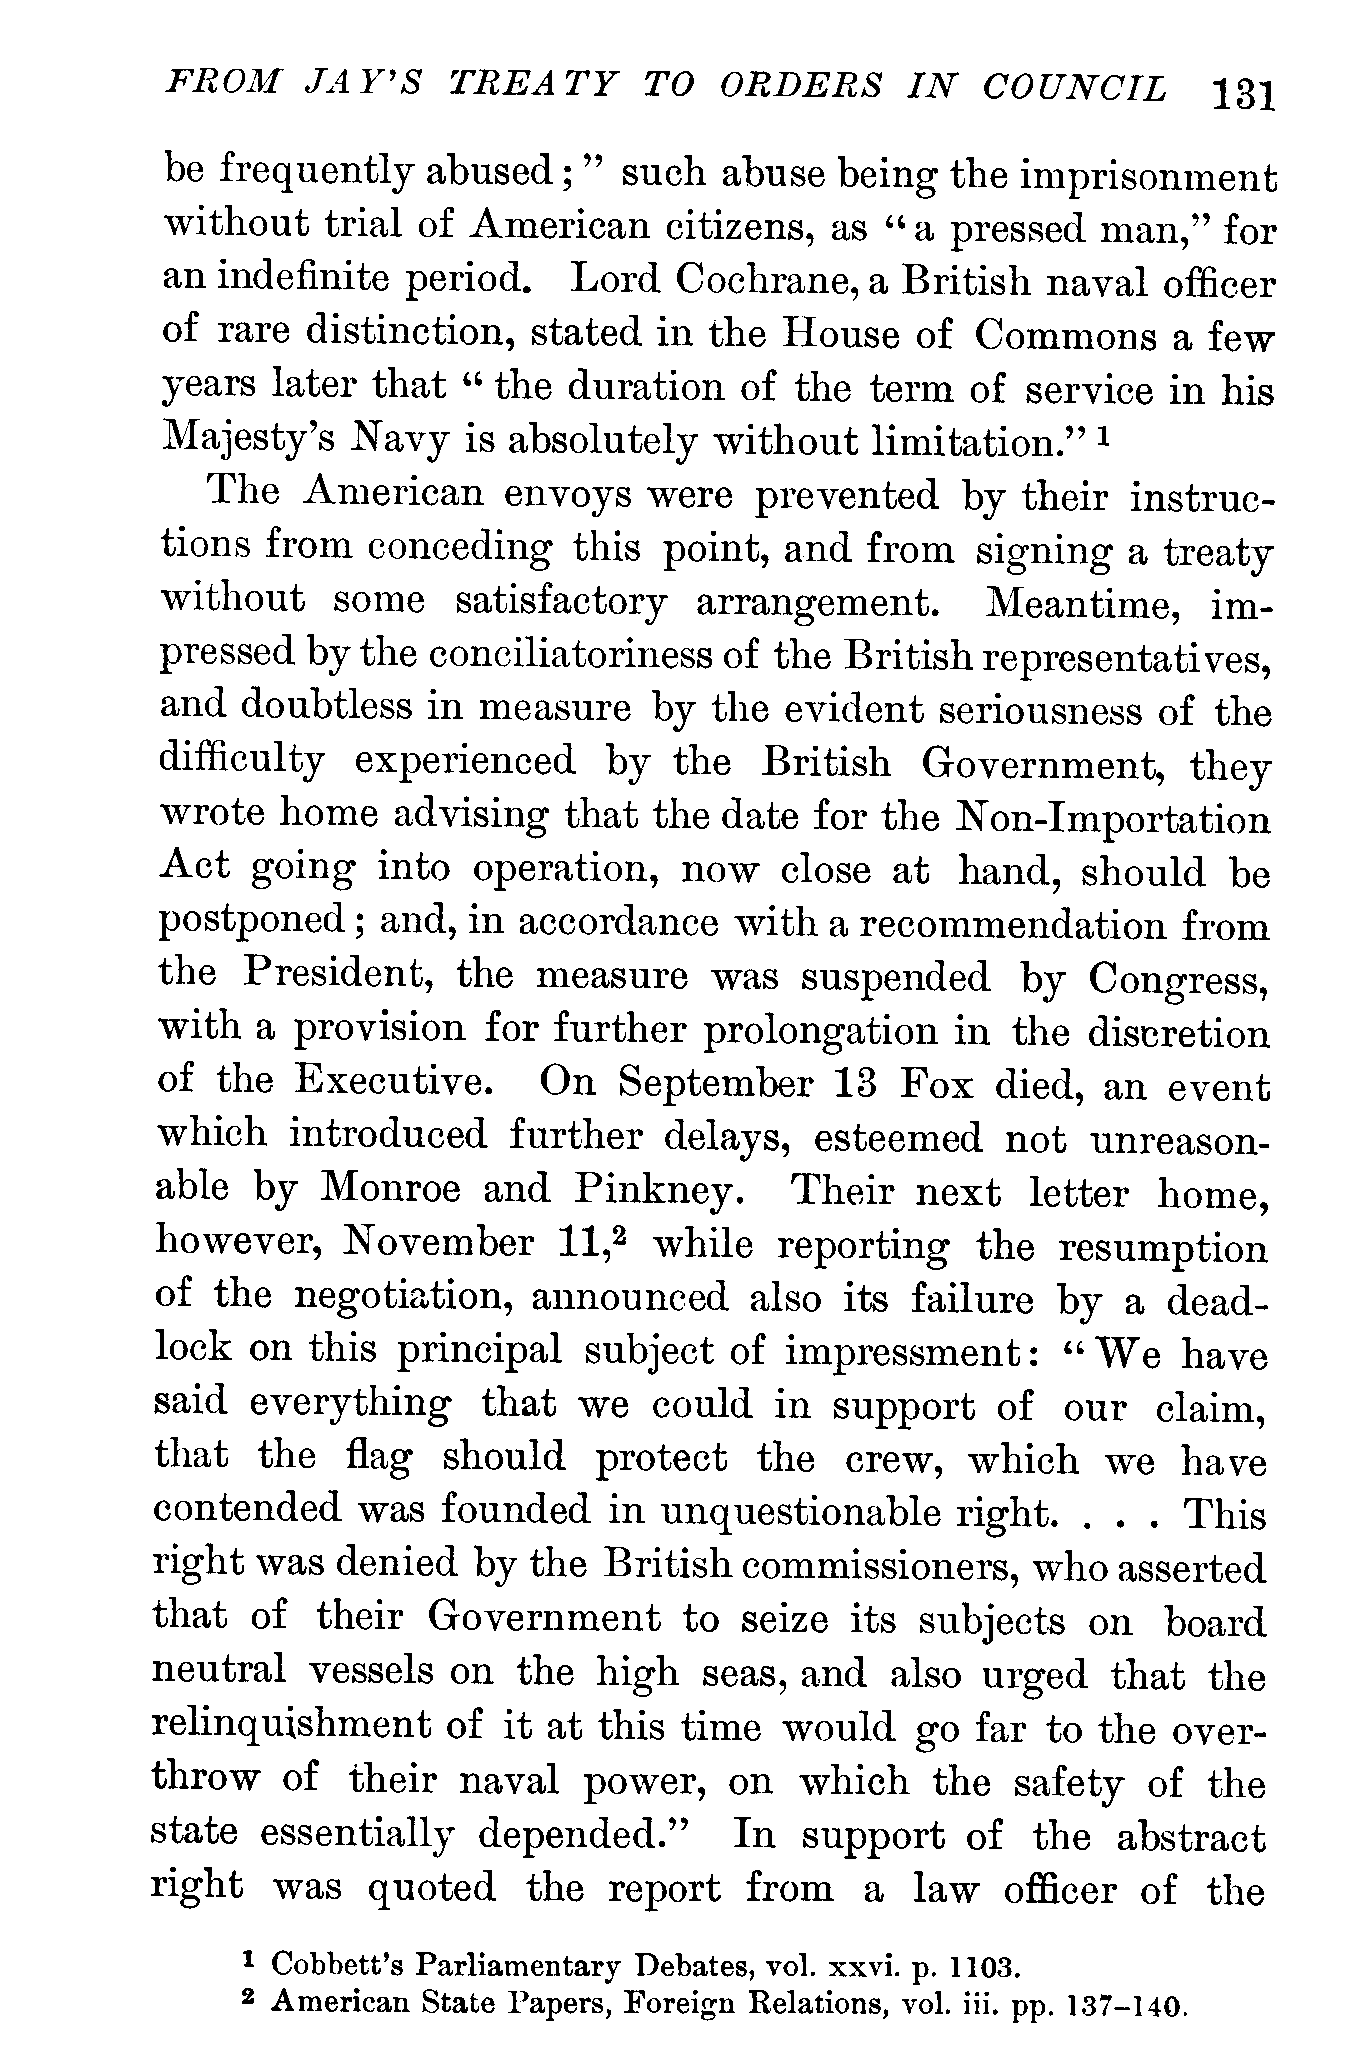 FROM JAY'S TREATY TO ORDERS IN COUNCIL 131
be frequently abused;" such abuse being the imprisonment
without trial of American citizens, as "a pressed man," for
an indefinite period. Lord Cochrane, a British naval officer
of rare distinction, stated in the House of Commons a few
years later that "the duration of the term of service in his
Majesty's Navy is absolutely without limitation." ¹
The American envoys were prevented by their instruc-
tions from conceding this point, and from signing a treaty
without some satisfactory arrangement. Meantime, im-
pressed by the conciliatoriness of the British representatives,
and doubtless in measure by the evident seriousness of the
difficulty experienced by the British Government, they
wrote home advising that the date for the Non-Importation
Act going into operation, now close at hand, should be
postponed; and, in accordance with a recommendation from
the President, the measure was suspended by Congress,
with a provision for further prolongation in the discretion
of the Executive. On September 13 Fox died, an event
which introduced further delays, esteemed not unreason-
able by Monroe and Pinkney. Their next letter home,
however, November 11,² while reporting the resumption
of the negotiation, announced also its failure by a dead-
lock on this principal subject of impressment: "We have
said everything that we could in support of our claim,
that the flag should protect the crew, which we have
contended was founded in unquestionable right. . . . This
right was denied by the British commissioners, who asserted
that of their Government to seize its subjects on board
neutral vessels on the high seas, and also urged that the
relinquishment of it at this time would go far to the over-
throw of their naval power, on which the safety of the
state essentially depended." In support of the abstract
right was quoted the report from a law officer of the
¹ Cobbett's Parliamentary Debates, vol. xxvi. p. 1103.
² American State Papers, Foreign Relations, vol. iii. pp. 137–140.